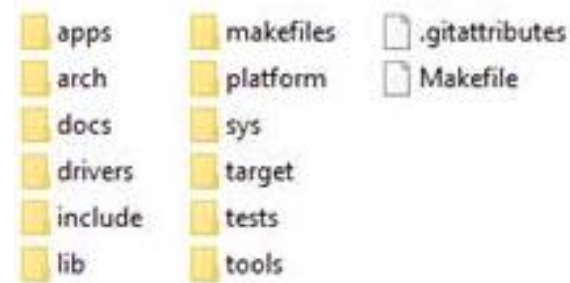 apps
arch
docs
drivers
include
lib
makefiles
platform
sys
target
tests
tools
.gitattributes
Makefile